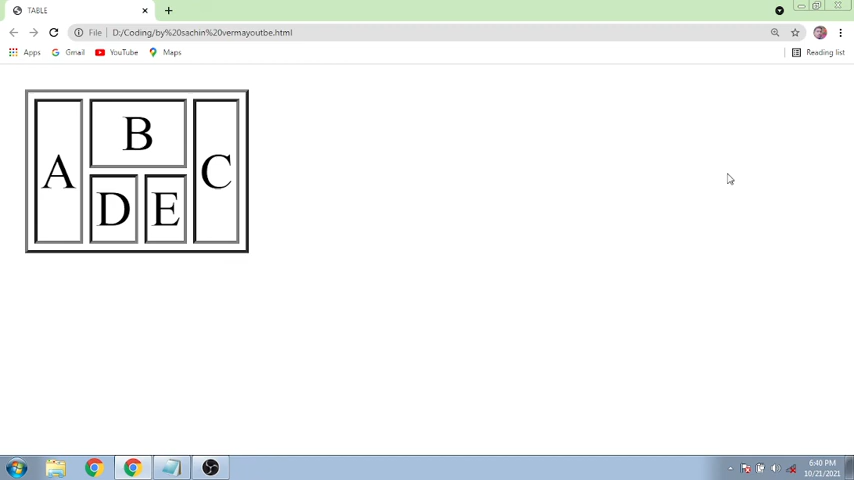 TABLE
File D:/Coding/by%20sachin%20vermayoutbe.html
Apps Gmail YouTube Maps Reading list
B
A C
D E
6:40 PM
10/21/2021